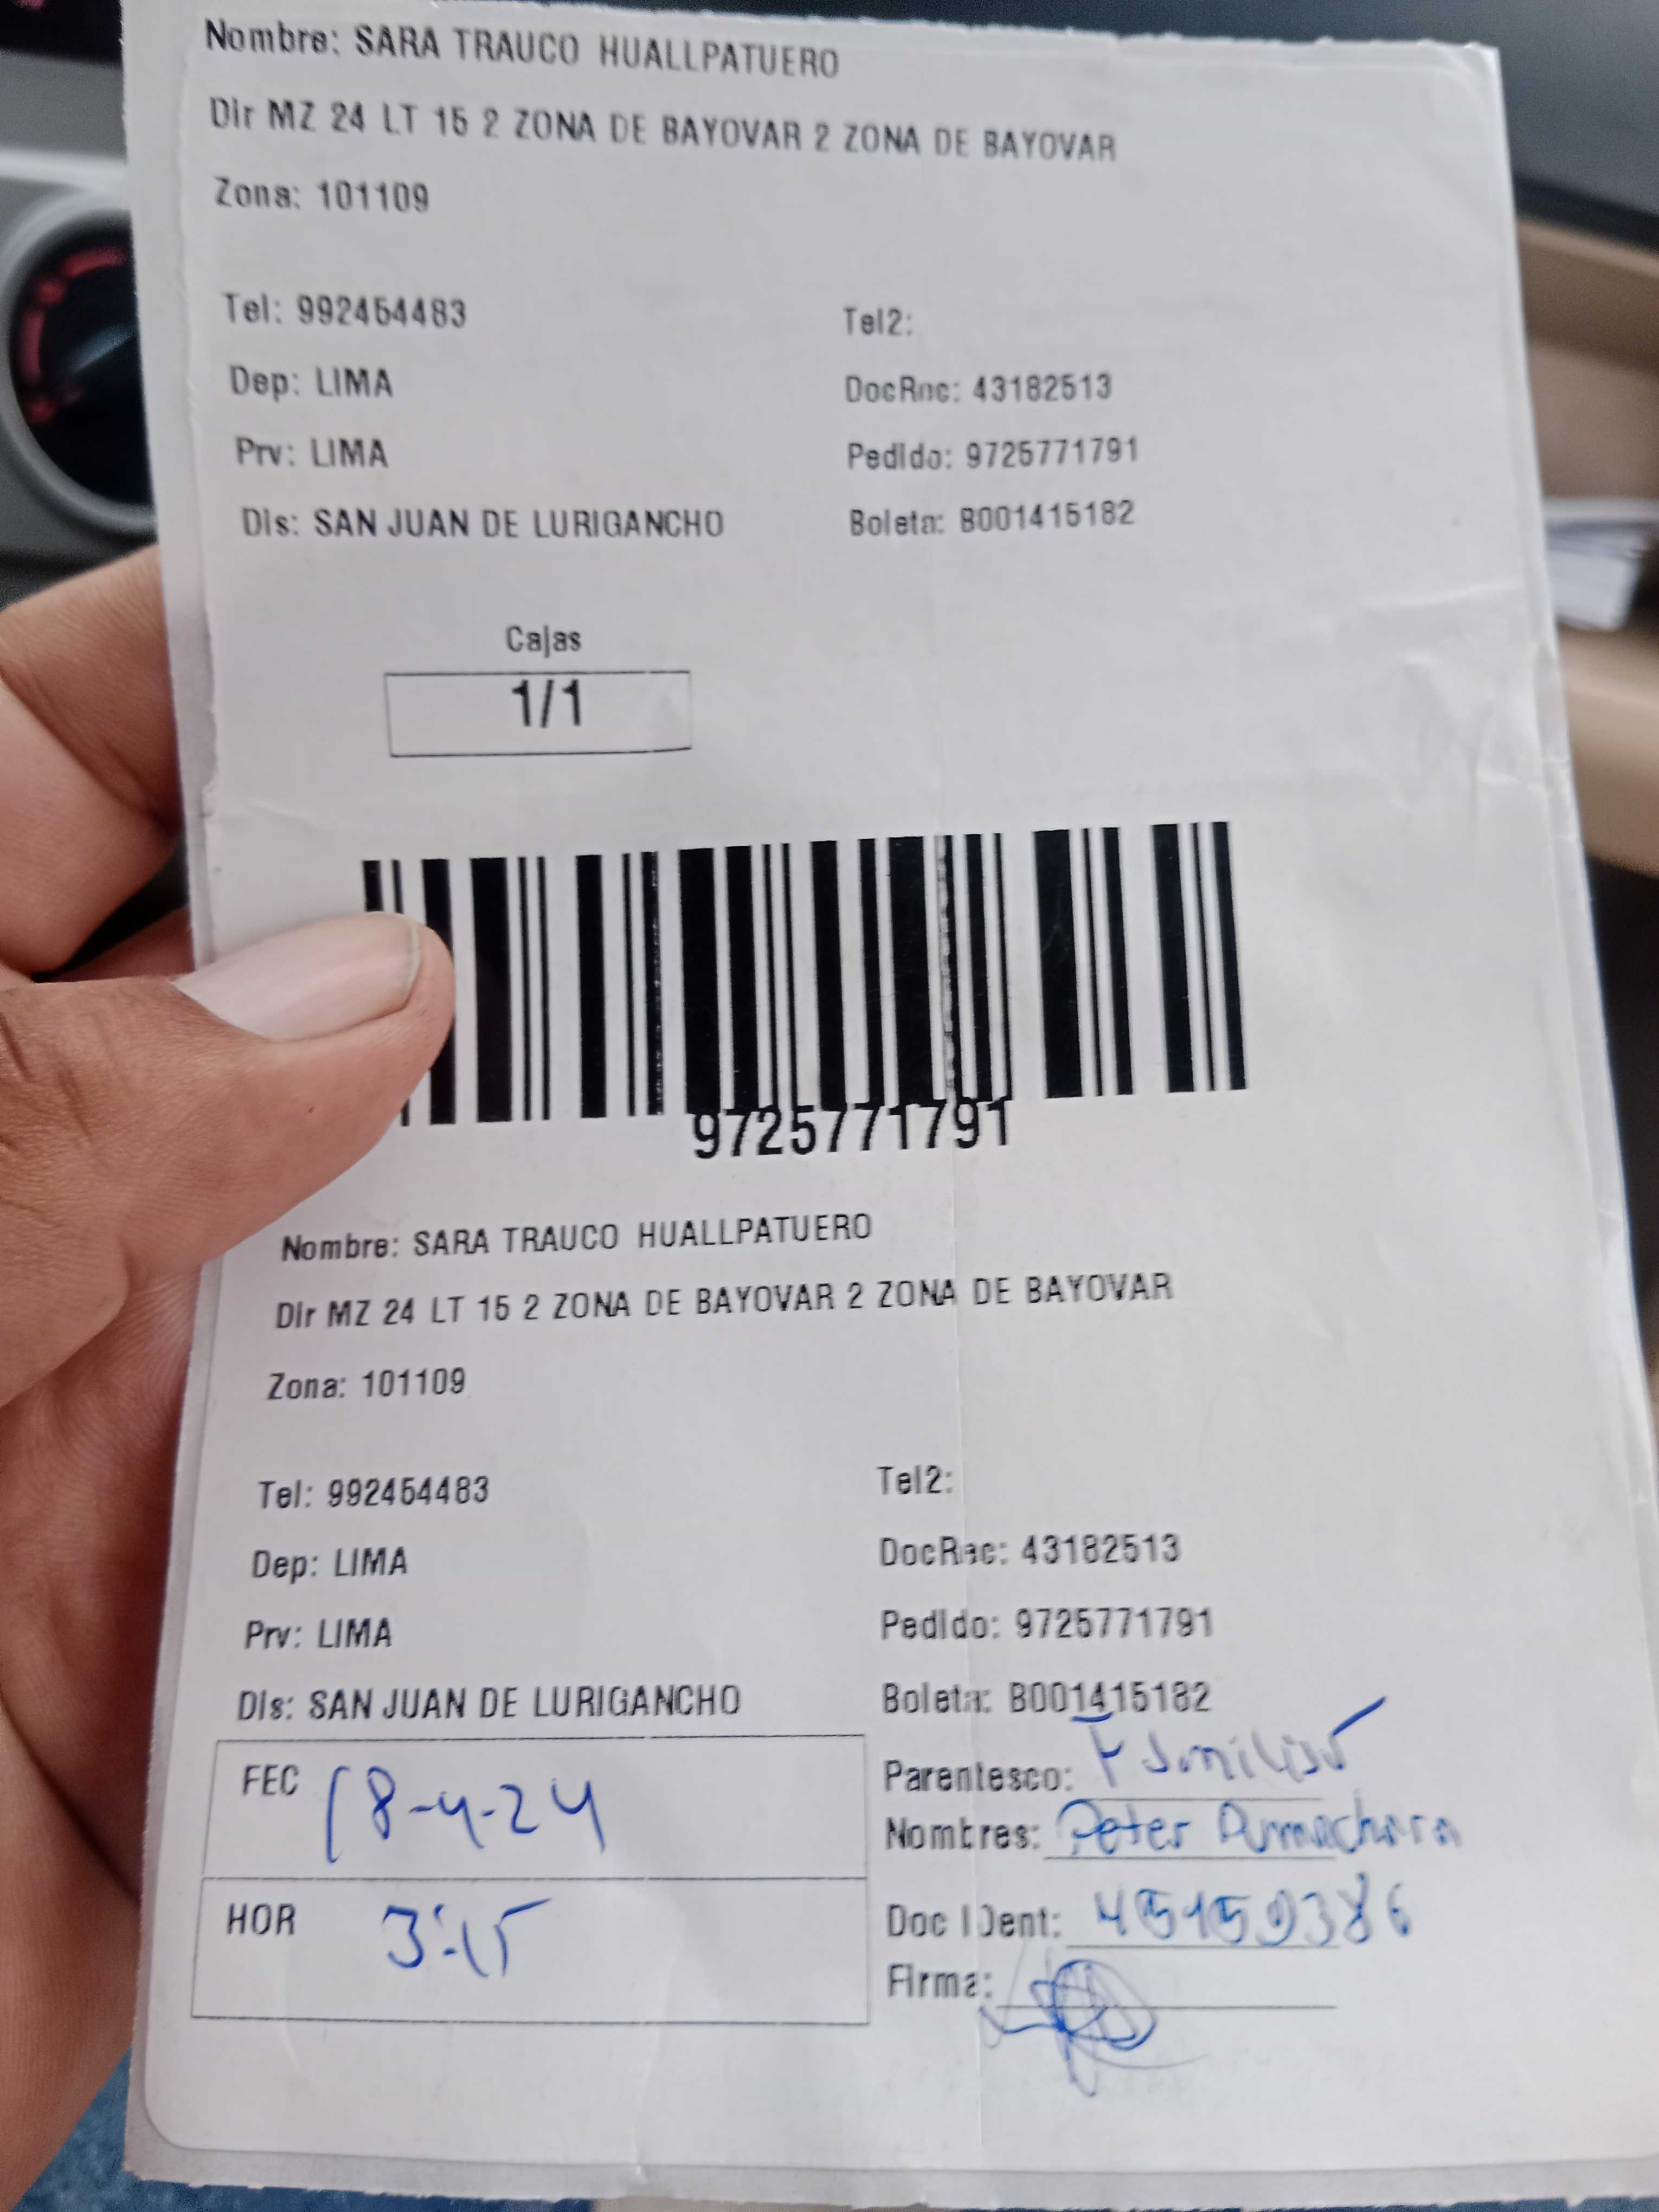 Nombre: SARA TRAUCO HUALLPATUERO
Dir MZ 24 LT 15 2 ZONA DE BAYOVAR 2 ZONA DE BAYOVAR
Zona: 101109
Tel: 992454483 Tel2:
Dep: LIMA DocRec: 43182513
Prv: LIMA Pedido: 9725771791
Dis: SAN JUAN DE LURIGANCHO Boleta: B001415182
Cajas
1/1
9725771791
Nombre: SARA TRAUCO HUALLPATUERO
Dir MZ 24 LT 15 2 ZONA DE BAYOVAR 2 ZONA DE BAYOVAR
Zona: 101109
Tel: 992454483 Tel2:
Dep: LIMA DocRec: 43182513
Prv: LIMA Pedido: 9725771791
Dis: SAN JUAN DE LURIGANCHO Boleta: B001415182
FEC 18-4-24
Parentesco: Familiar
Nombres: Peter
HOR 3:15
Doc IDent: 45159386
Firma: